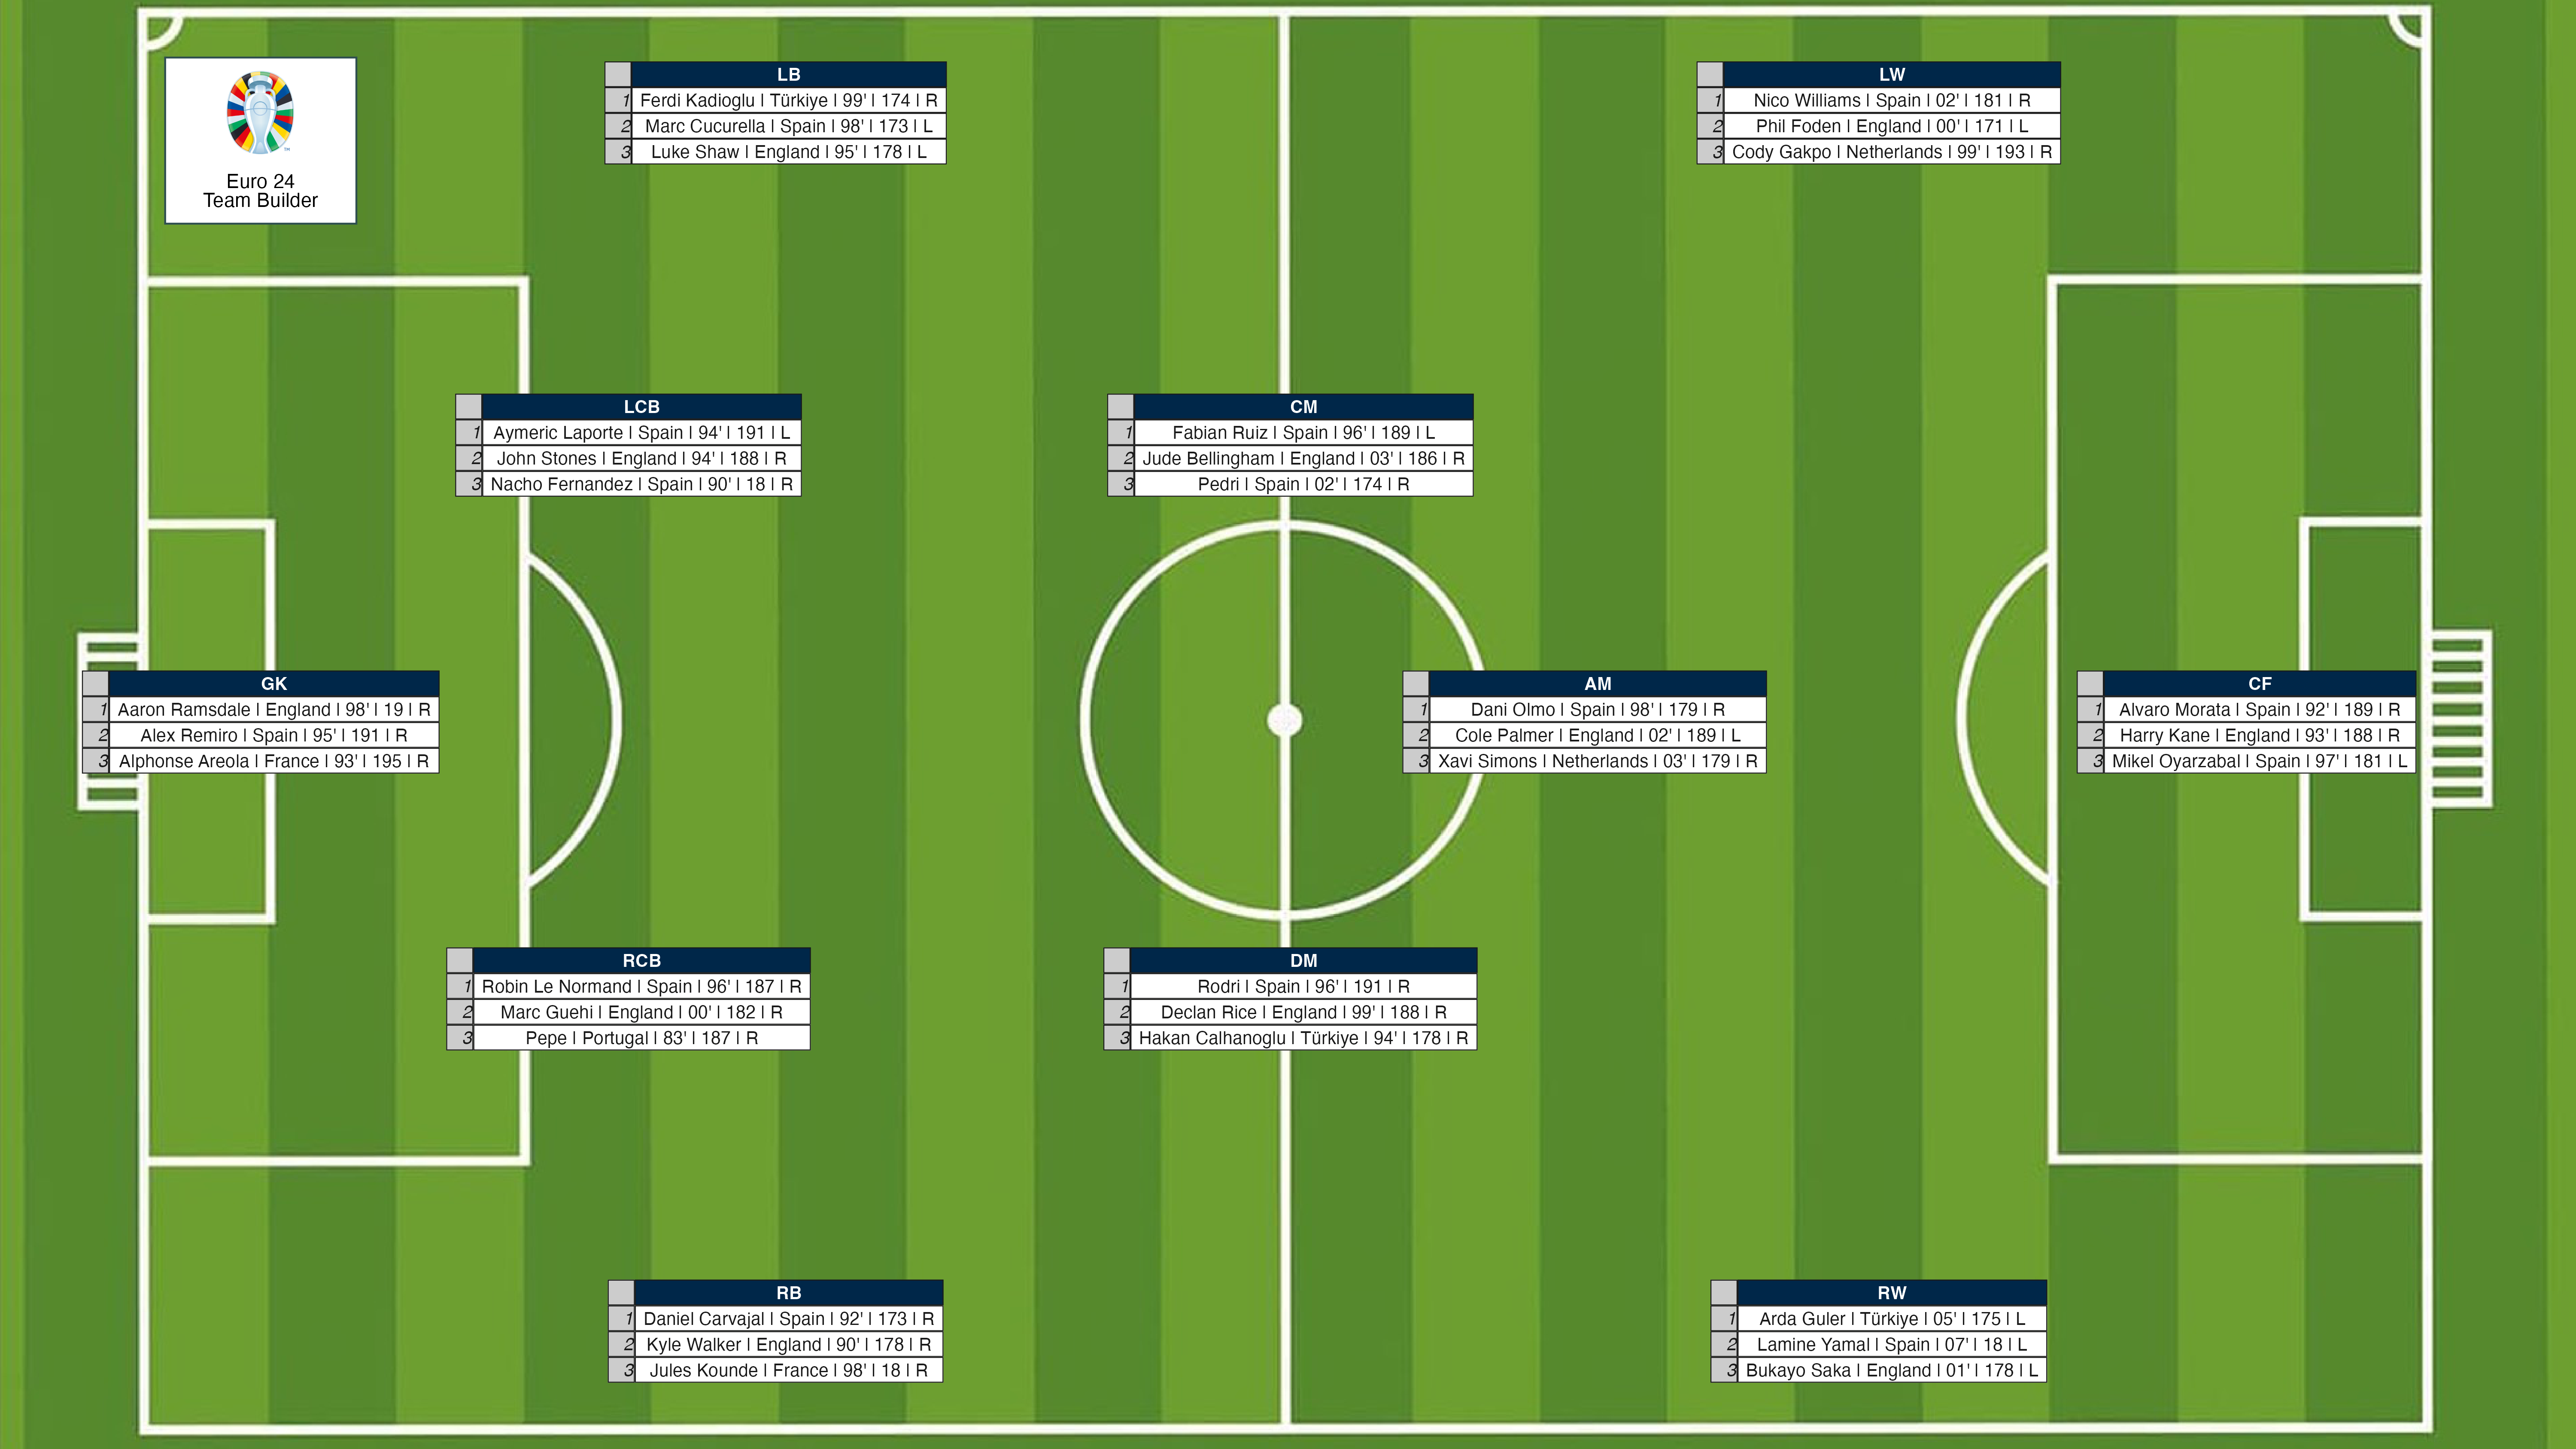 Euro 24
Team Builder
LB
1 Ferdi Kadioglu | Türkiye | 99' | 174 | R
2 Marc Cucurella | Spain | 98' | 173 | L
3 Luke Shaw | England | 95' | 178 | L
LW
1 Nico Williams | Spain | 02' | 181 | R
2 Phil Foden | England | 00' | 171 | L
3 Cody Gakpo | Netherlands | 99' | 193 | R
LCB
1 Aymeric Laporte | Spain | 94' | 191 | L
2 John Stones | England | 94' | 188 | R
3 Nacho Fernandez | Spain | 90' | 18 | R
CM
1 Fabian Ruiz | Spain | 96' | 189 | L
2 Jude Bellingham | England | 03' | 186 | R
3 Pedri | Spain | 02' | 174 | R
GK
1 Aaron Ramsdale | England | 98' | 19 | R
2 Alex Remiro | Spain | 95' | 191 | R
3 Alphonse Areola | France | 93' | 195 | R
AM
1 Dani Olmo | Spain | 98' | 179 | R
2 Cole Palmer | England | 02' | 189 | L
3 Xavi Simons | Netherlands | 03' | 179 | R
CF
1 Alvaro Morata | Spain | 92' | 189 | R
2 Harry Kane | England | 93' | 188 | R
3 Mikel Oyarzabal | Spain | 97' | 181 | L
RCB
1 Robin Le Normand | Spain | 96' | 187 | R
2 Marc Guehi | England | 00' | 182 | R
3 Pepe | Portugal | 83' | 187 | R
DM
1 Rodri | Spain | 96' | 191 | R
2 Declan Rice | England | 99' | 188 | R
3 Hakan Calhanoglu | Türkiye | 94' | 178 | R
RB
1 Daniel Carvajal | Spain | 92' | 173 | R
2 Kyle Walker | England | 90' | 178 | R
3 Jules Kounde | France | 98' | 18 | R
RW
1 Arda Guler | Türkiye | 05' | 175 | L
2 Lamine Yamal | Spain | 07' | 18 | L
3 Bukayo Saka | England | 01' | 178 | L